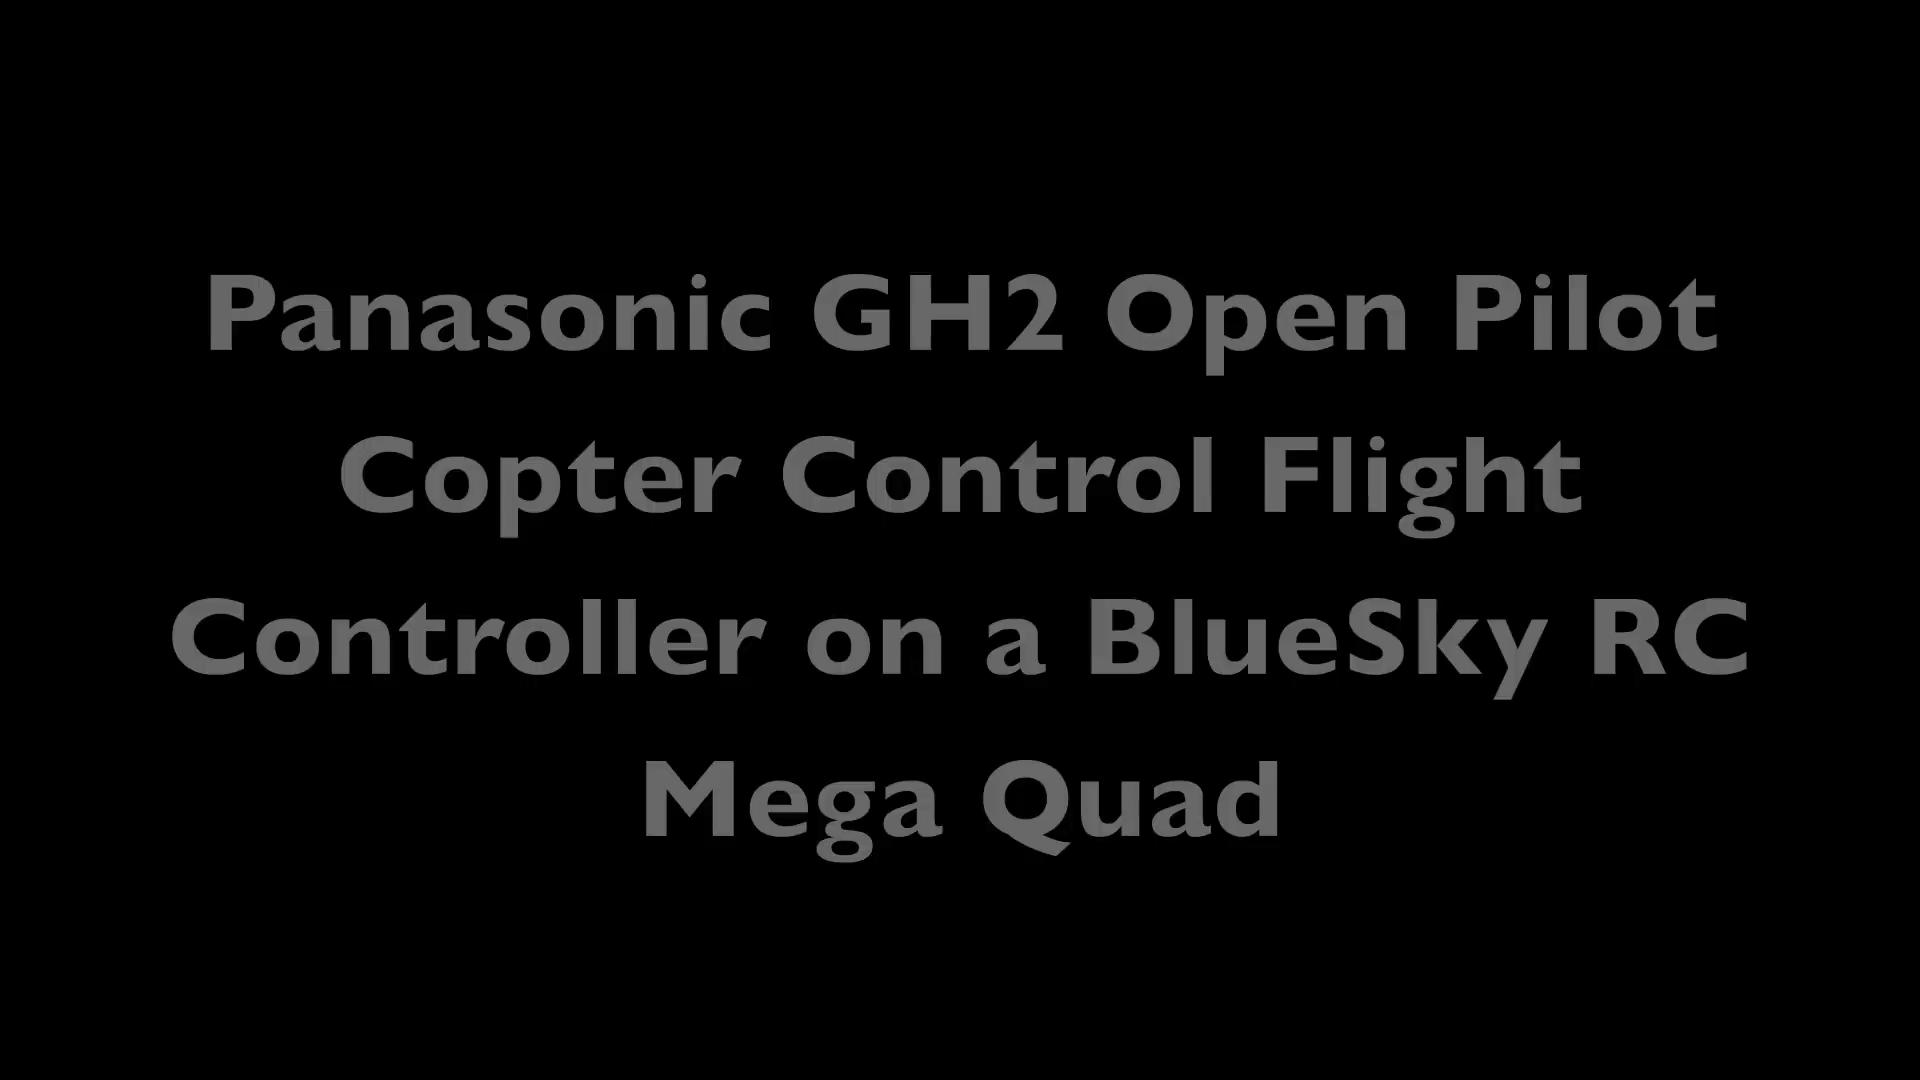 Panasonic GH2 Open Pilot
Copter Control Flight
Controller on a BlueSky RC
Mega Quad